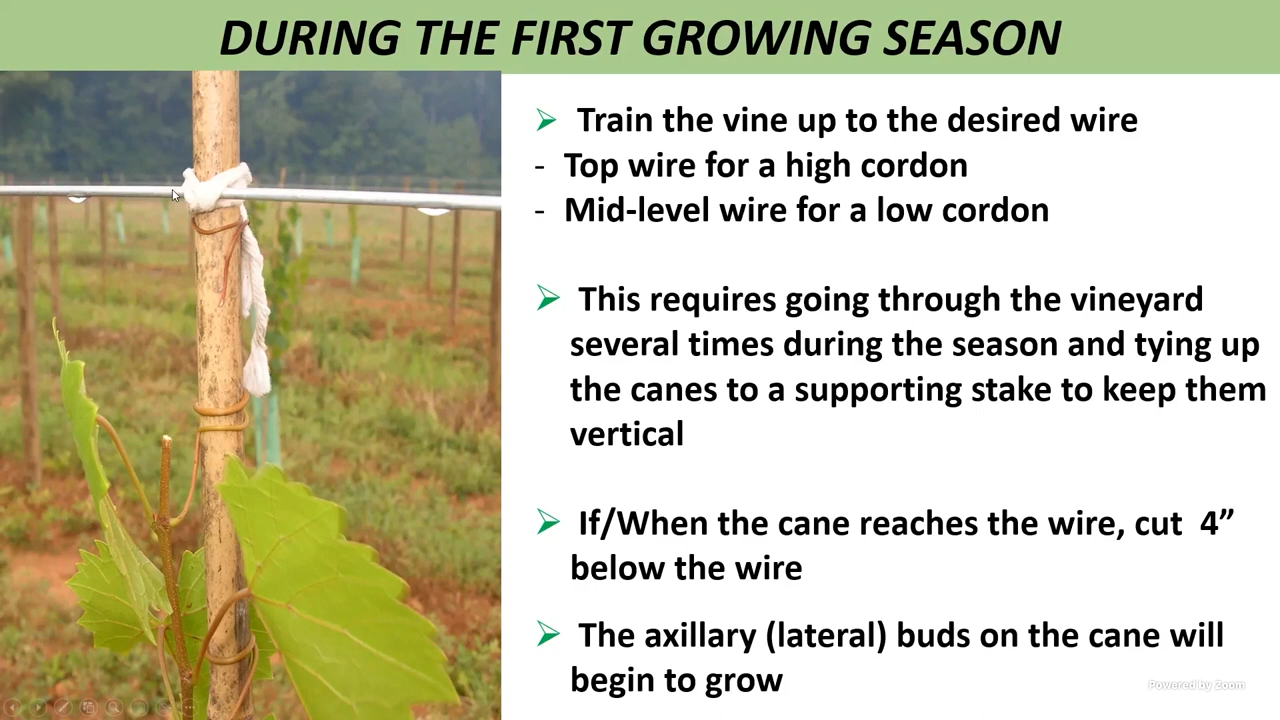 DURING THE FIRST GROWING SEASON
➢ Train the vine up to the desired wire
- Top wire for a high cordon
- Mid-level wire for a low cordon
➢ This requires going through the vineyard
several times during the season and tying up
the canes to a supporting stake to keep them
vertical
➢ If/When the cane reaches the wire, cut 4”
below the wire
➢ The axillary (lateral) buds on the cane will
begin to grow
Powered by Zoom